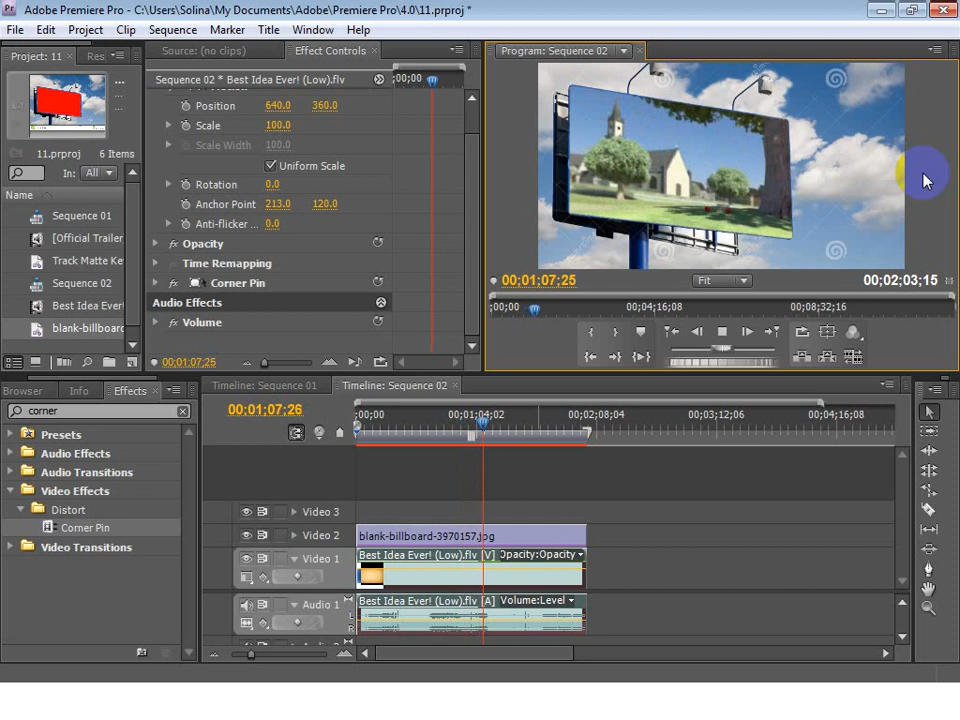 Pr Adobe Premiere Pro - C:\Users\Solina\My Documents\Adobe\Premiere Pro\4.0\11.prproj *
File Edit Project Clip Sequence Marker Title Window Help
Project: 11 × Res
11.prproj 6 Items
In: All
Name
Sequence 01
[Official Trailer
Track Matte Ke
Sequence 02
Best Idea Ever!
blank-billboard
Source: (no clips) Effect Controls ×
Sequence 02 * Best Idea Ever! (Low).flv ;00;00
Position 640.0 360.0
Scale 100.0
Scale Width 100.0
Uniform Scale
Rotation 0.0
Anchor Point 213.0 120.0
Anti-flicker ... 0.0
fx Opacity
Time Remapping
fx Corner Pin
Audio Effects
fx Volume
00;01;07;25
Program: Sequence 02 ×
00;01;07;25 Fit 00;02;03;15
;00;00 00;04;16;08 00;08;32;16
Browser Info Effects ×
corner
Presets
Audio Effects
Audio Transitions
Video Effects
Distort
Corner Pin
Video Transitions
Timeline: Sequence 01 Timeline: Sequence 02 ×
00;01;07;26
;00;00 00;01;04;02 00;02;08;04 00;03;12;06 00;04;16;08
Video 3
Video 2 blank-billboard-3970157.jpg
Video 1 Best Idea Ever! (Low).flv [V] Opacity:Opacity
Audio 1 Best Idea Ever! (Low).flv [A] Volume:Level
L
R